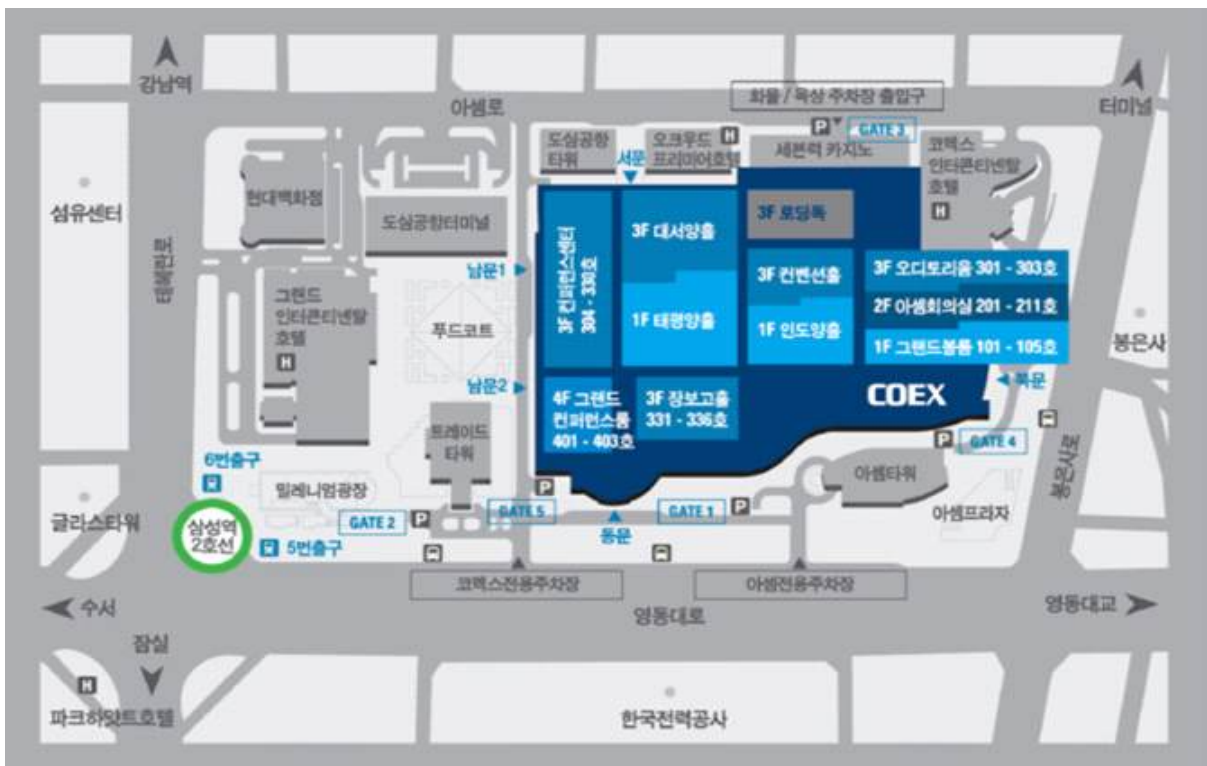 강남역
아셈로
화물 / 옥상 주차장 출입구
터미널
P
GATE 3
도심공항
타워
오크우드
프리미어호텔
H
세븐럭 카지노
코엑스
인터콘티넨탈
호텔
H
서문
섬유센터
현대백화점
도심공항터미널
테헤란로
3F 컨퍼런스센터
304 - 330호
3F 대서양홀
3F 로딩독
남문1
3F 컨벤션홀
3F 오디토리움 301 - 303호
2F 아셈회의실 201 - 211호
1F 그랜드볼룸 101 - 105호
그랜드
인터콘티넨탈
호텔
H
푸드코트
1F 태평양홀
1F 인도양홀
봉은사
남문2
4F 그랜드
컨퍼런스룸
401 - 403호
3F 장보고홀
331 - 336호
COEX
북문
트레이드
타워
P
GATE 4
봉은사로
6번출구
밀레니엄광장
아셈타워
아셈프라자
글라스타워
삼성역
2호선
5번출구
GATE 2
P
P
GATE 5
동문
GATE 1
P
코엑스전용주차장
아셈전용주차장
수서
영동대로
영동대교
잠실
H
파크하얏트호텔
한국전력공사